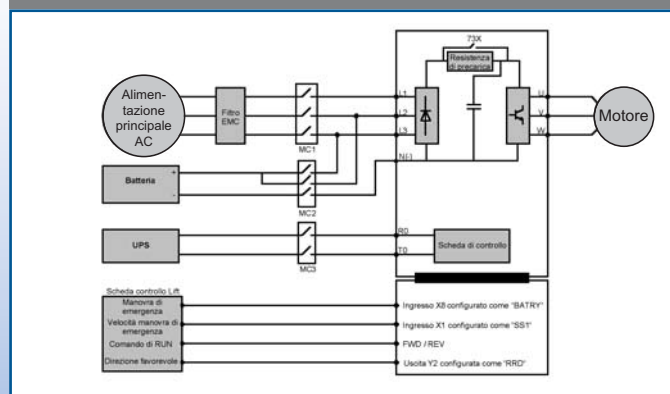 73X
Resistenza
di precarica
Alimen-
tazione
principale
AC
Filtro
EMC
L1
L2
L3
N(-)
U
V
W
Motore
MC1
Batteria
+
-
MC2
UPS
R0
T0
Scheda di controllo
MC3
Scheda controllo Lift
Manovra di
emergenza
Ingresso X8 configurato come "BATRY"
Velocità manovra di
emergenza
Ingresso X1 configurato come "SS1"
Comando di RUN
FWD / REV
Direzione favorevole
Uscita Y2 configurata come "RRD"